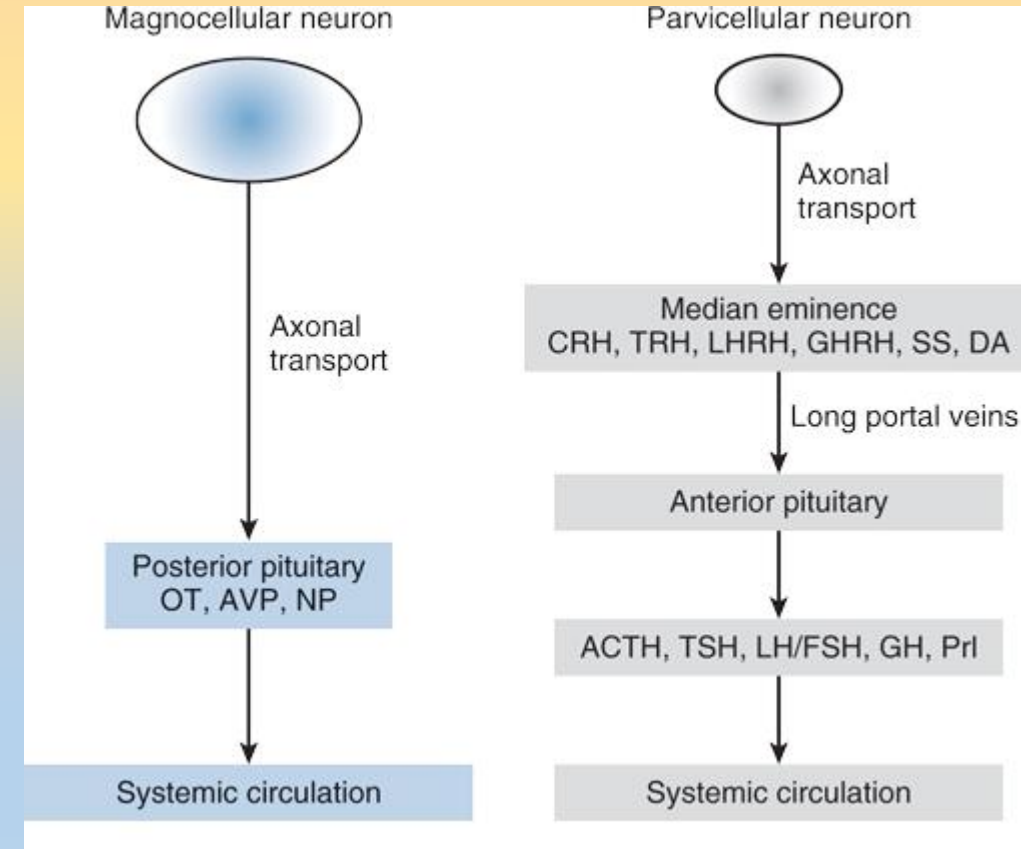 Magnocellular neuron
Axonal
transport
Posterior pituitary
OT, AVP, NP
Systemic circulation
Parvicellular neuron
Axonal
transport
Median eminence
CRH, TRH, LHRH, GHRH, SS, DA
Long portal veins
Anterior pituitary
ACTH, TSH, LH/FSH, GH, Prl
Systemic circulation